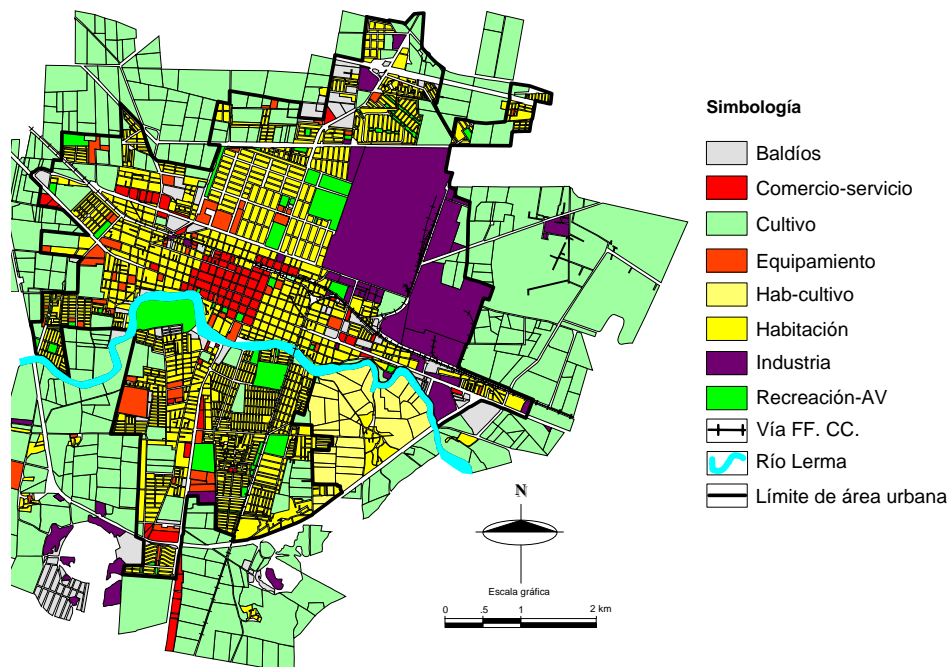 Simbología
Baldíos
Comercio-servicio
Cultivo
Equipamiento
Hab-cultivo
Habitación
Industria
Recreación-AV
Vía FF. CC.
Río Lerma
Límite de área urbana
N
Escala gráfica
0 .5 1 2 km